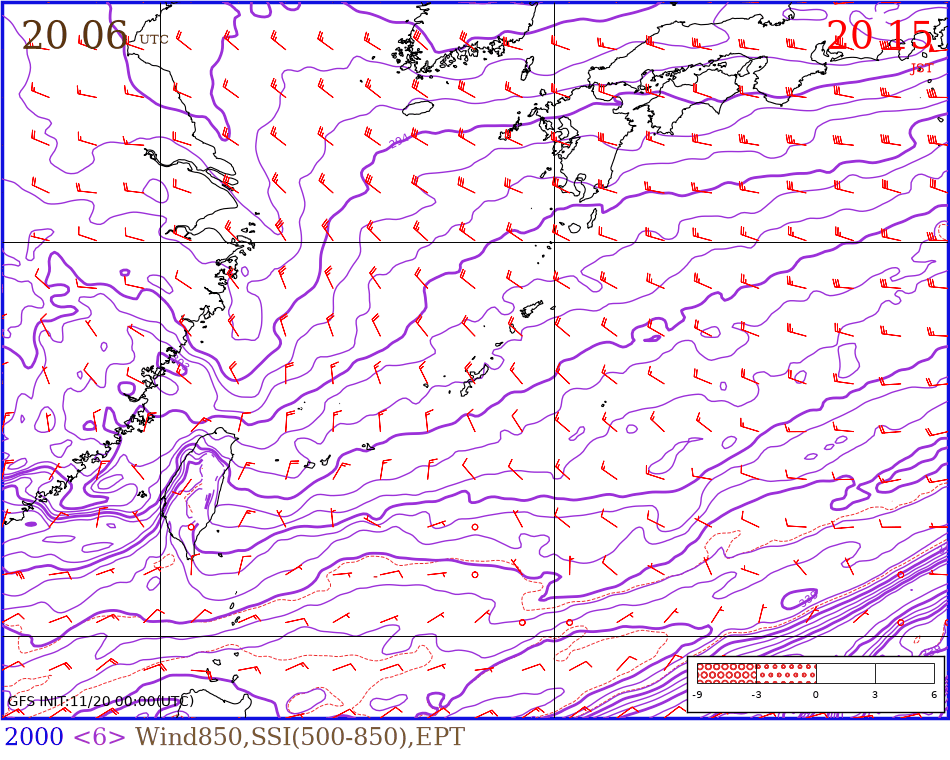 20 06 UTC
20 15
JST
294
GFS INIT:11/20 00:00(UTC)
-9 -3 0 3 6
2000 <6> Wind850,SSI(500-850),EPT